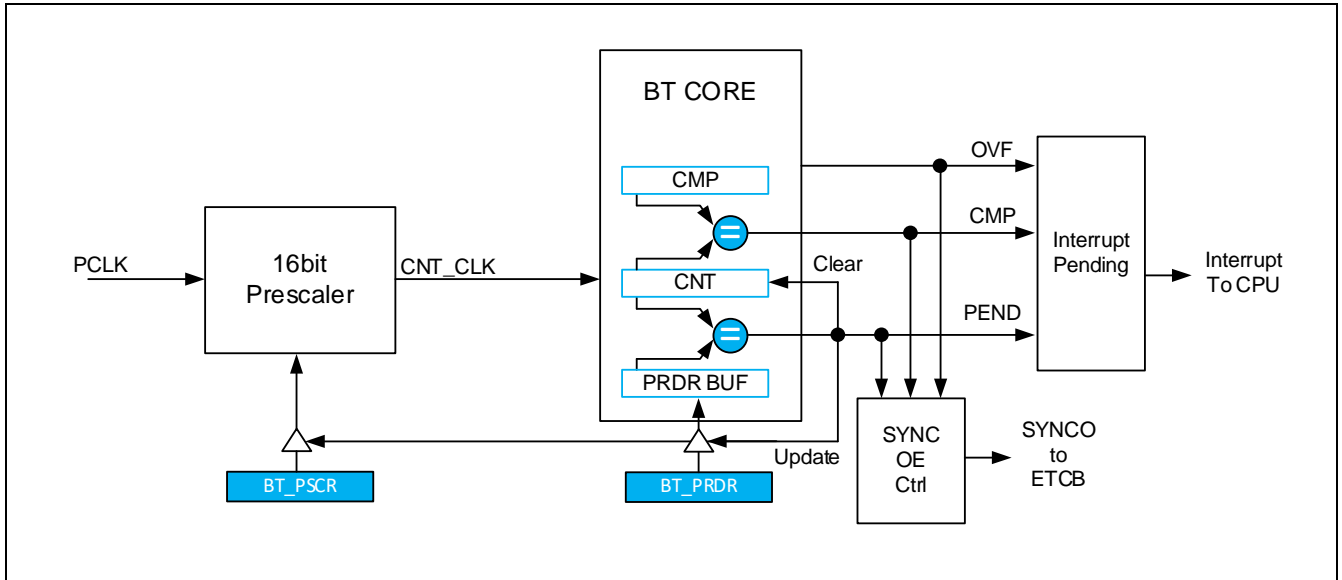 BT CORE
OVF
CMP
CMP
PCLK
16bit
Prescaler
CNT_CLK
CNT
Clear
Interrupt
Pending
Interrupt
To CPU
PEND
PRDR BUF
Update
SYNC
OE
Ctrl
SYNCO
to
ETCB
BT_PSCR
BT_PRDR